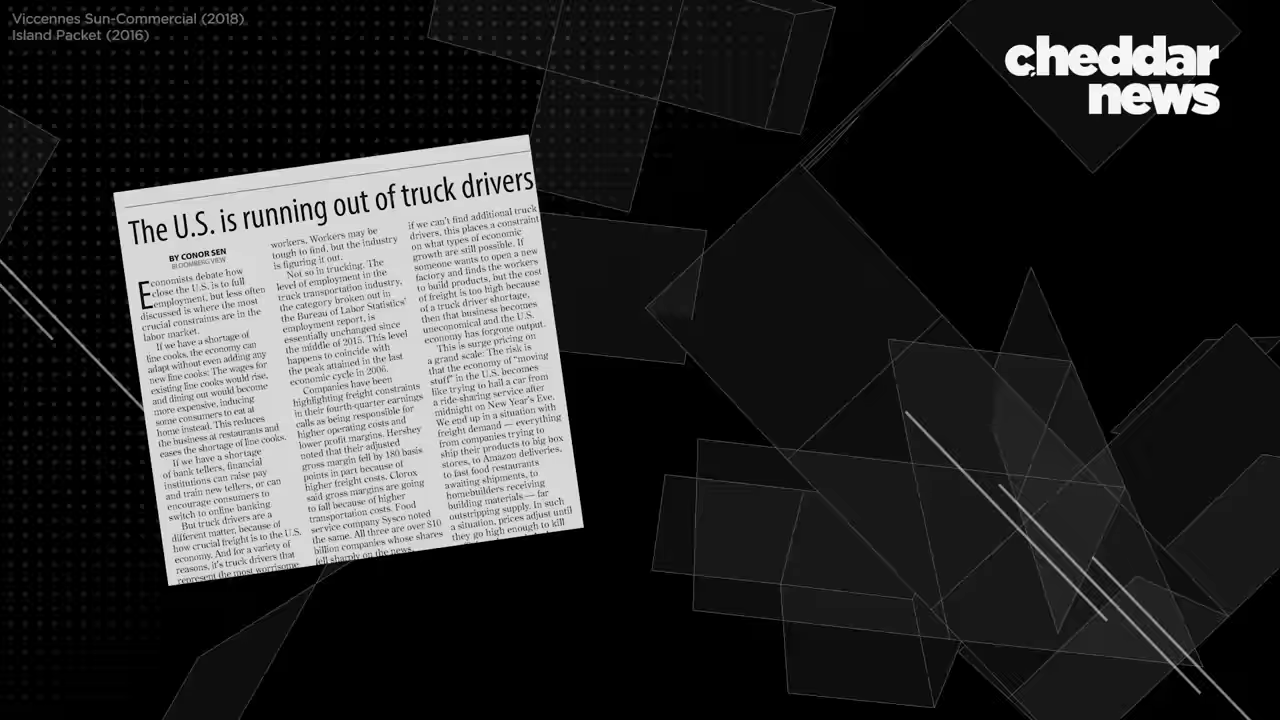 Viccennes Sun-Commercial (2018)
Island Packet (2016)
cheddar
news
The U.S. is running out of truck drivers
BY CONOR SEN
BLOOMBERG VIEW
Economists debate how
close the U.S. is to full
employment, but less often
discussed is where the most
crucial constraints are in the
labor market.
If we have a shortage of
line cooks, the economy can
adapt without even adding any
new line cooks: The wages for
existing line cooks would rise,
and dining out would become
more expensive, inducing
some consumers to eat at
home instead. This reduces
the business at restaurants and
eases the shortage of line cooks.
If we have a shortage
of bank tellers, financial
institutions can raise pay
and train new tellers, or can
encourage consumers to
switch to online banking.
But truck drivers are a
different matter, because of
how crucial freight is to the U.S.
economy. And for a variety of
reasons, it's truck drivers that
represent the most worrisome
workers. Workers may be
tough to find, but the industry
is figuring it out.
Not so in trucking. The
level of employment in the
truck transportation industry,
the category broken out in
the Bureau of Labor Statistics'
employment report, is
essentially unchanged since
the middle of 2015. This level
happens to coincide with
the peak attained in the last
economic cycle in 2006.
Companies have been
highlighting freight constraints
in their fourth-quarter earnings
calls as being responsible for
higher operating costs and
lower profit margins. Hershey
noted that their adjusted
gross margin fell by 180 basis
points in part because of
higher freight costs. Clorox
said gross margins are going
to fall because of higher
transportation costs. Food
service company Sysco noted
the same. All three are over $10
billion companies whose shares
fell sharply on the news.
if we can't find additional truck
drivers, this places a constraint
on what types of economic
growth are still possible. If
someone wants to open a new
factory and finds the workers
to build products, but the cost
of freight is too high because
of a truck driver shortage,
then that business becomes
uneconomical and the U.S.
economy has forgone output.
This is surge pricing on
a grand scale: The risk is
that the economy of "moving
stuff" in the U.S. becomes
like trying to hail a car from
a ride-sharing service after
midnight on New Year's Eve.
We end up in a situation with
freight demand — everything
from companies trying to
ship their products to big box
stores, to Amazon deliveries,
to fast food restaurants
awaiting shipments, to
homebuilders receiving
building materials — far
outstripping supply. In such
a situation, prices adjust until
they go high enough to kill